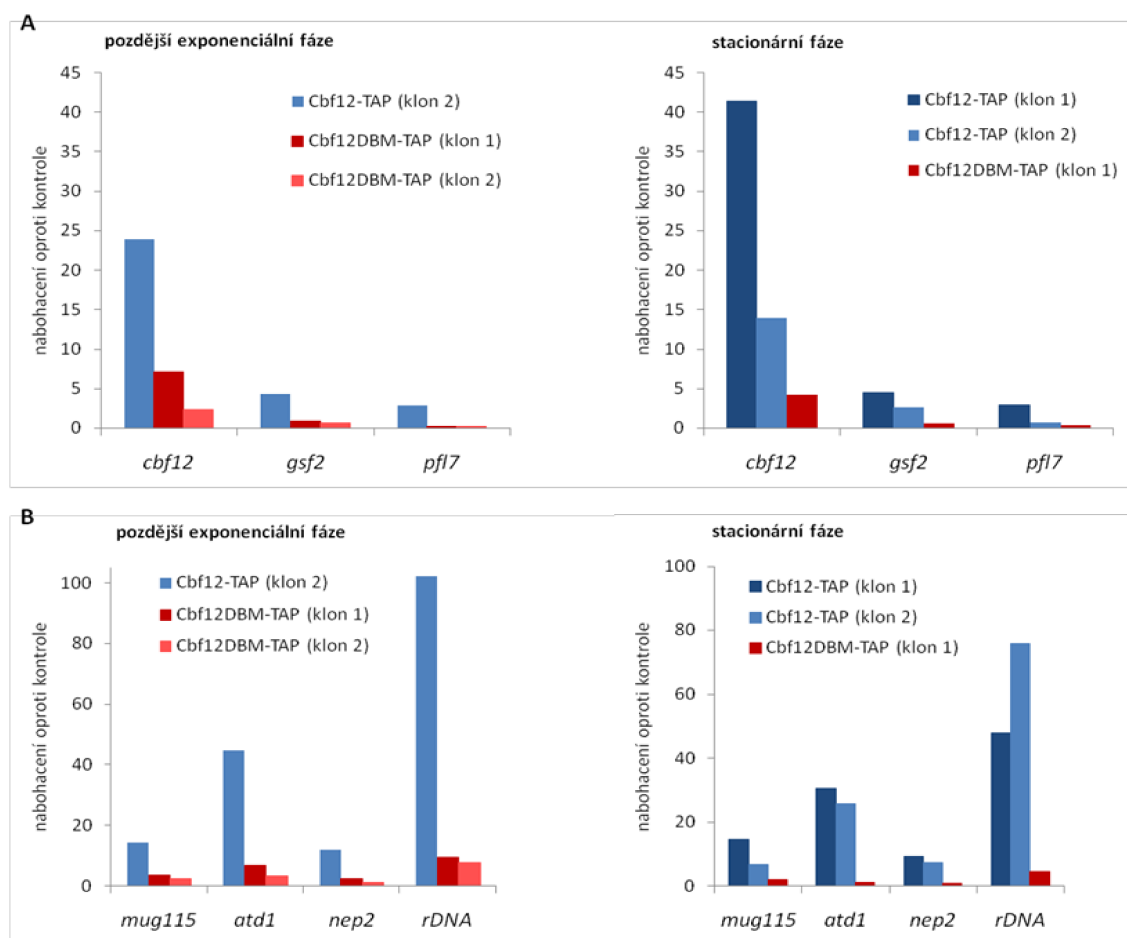 A
pozdější exponenciální fáze
nabohacení oproti kontrole
45
40
35
30
25
20
15
10
5
0
Cbf12-TAP (klon 2)
Cbf12DBM-TAP (klon 1)
Cbf12DBM-TAP (klon 2)
cbf12 gsf2 pfl7
stacionární fáze
nabohacení oproti kontrole
45
40
35
30
25
20
15
10
5
0
Cbf12-TAP (klon 1)
Cbf12-TAP (klon 2)
Cbf12DBM-TAP (klon 1)
cbf12 gsf2 pfl7
B
pozdější exponenciální fáze
nabohacení oproti kontrole
100
80
60
40
20
0
Cbf12-TAP (klon 2)
Cbf12DBM-TAP (klon 1)
Cbf12DBM-TAP (klon 2)
mug115 atd1 nep2 rDNA
stacionární fáze
nabohacení oproti kontrole
100
80
60
40
20
0
Cbf12-TAP (klon 1)
Cbf12-TAP (klon 2)
Cbf12DBM-TAP (klon 1)
mug115 atd1 nep2 rDNA